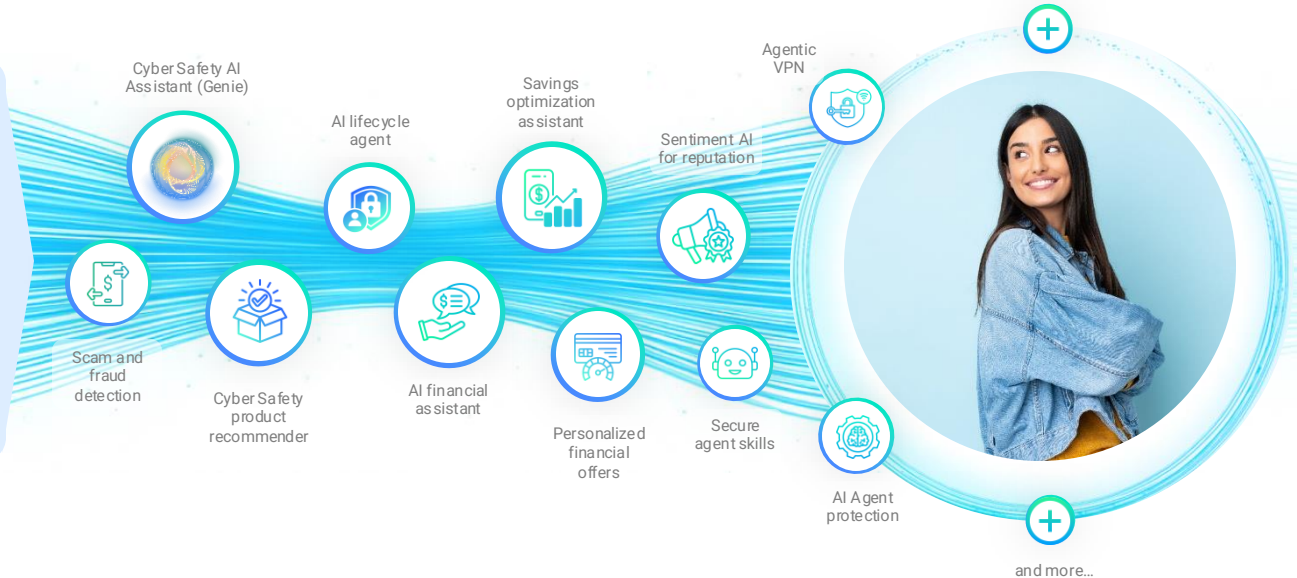 Cyber Safety AI
Assistant (Genie)
AI lifecycle
agent
Savings
optimization
assistant
Sentiment AI
for reputation
Agentic
VPN
Scam and
fraud
detection
Cyber Safety
product
recommender
AI financial
assistant
Personalized
financial
offers
Secure
agent skills
AI Agent
protection
and more...